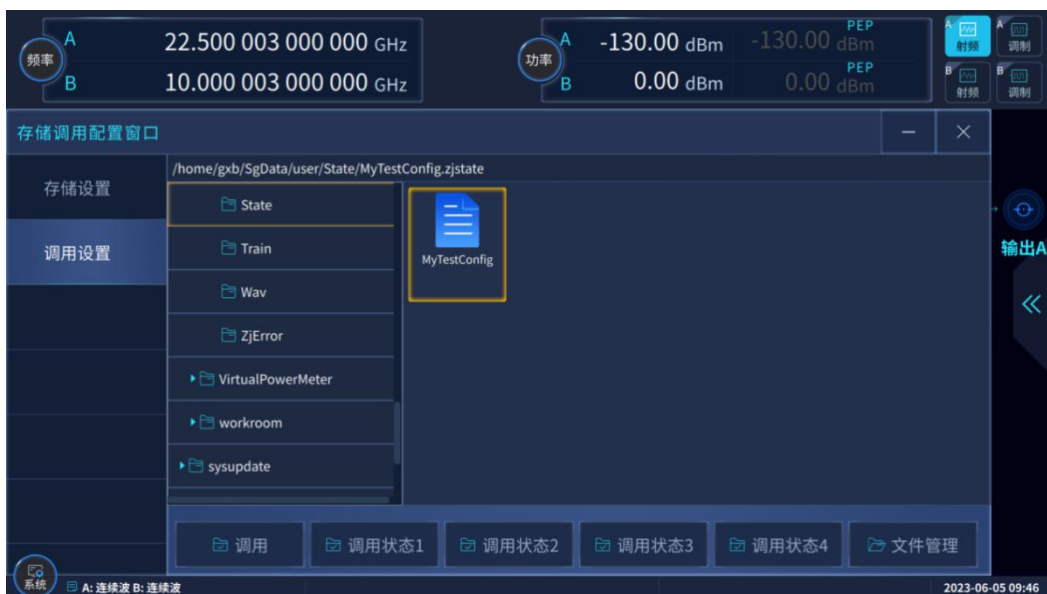 频率
A 22.500 003 000 000 GHz
B 10.000 003 000 000 GHz
功率
A -130.00 dBm -130.00 dBm PEP
B 0.00 dBm 0.00 dBm PEP
A 射频
A 调制
B 射频
B 调制
存储调用配置窗口
存储设置
调用设置
/home/gxb/SgData/user/State/MyTestConfig.zjstate
State
Train
Wav
ZjError
VirtualPowerMeter
workroom
sysupdate
MyTestConfig
输出A
调用 调用状态1 调用状态2 调用状态3 调用状态4 文件管理
系统
A: 连续波 B: 连续波
2023-06-05 09:46